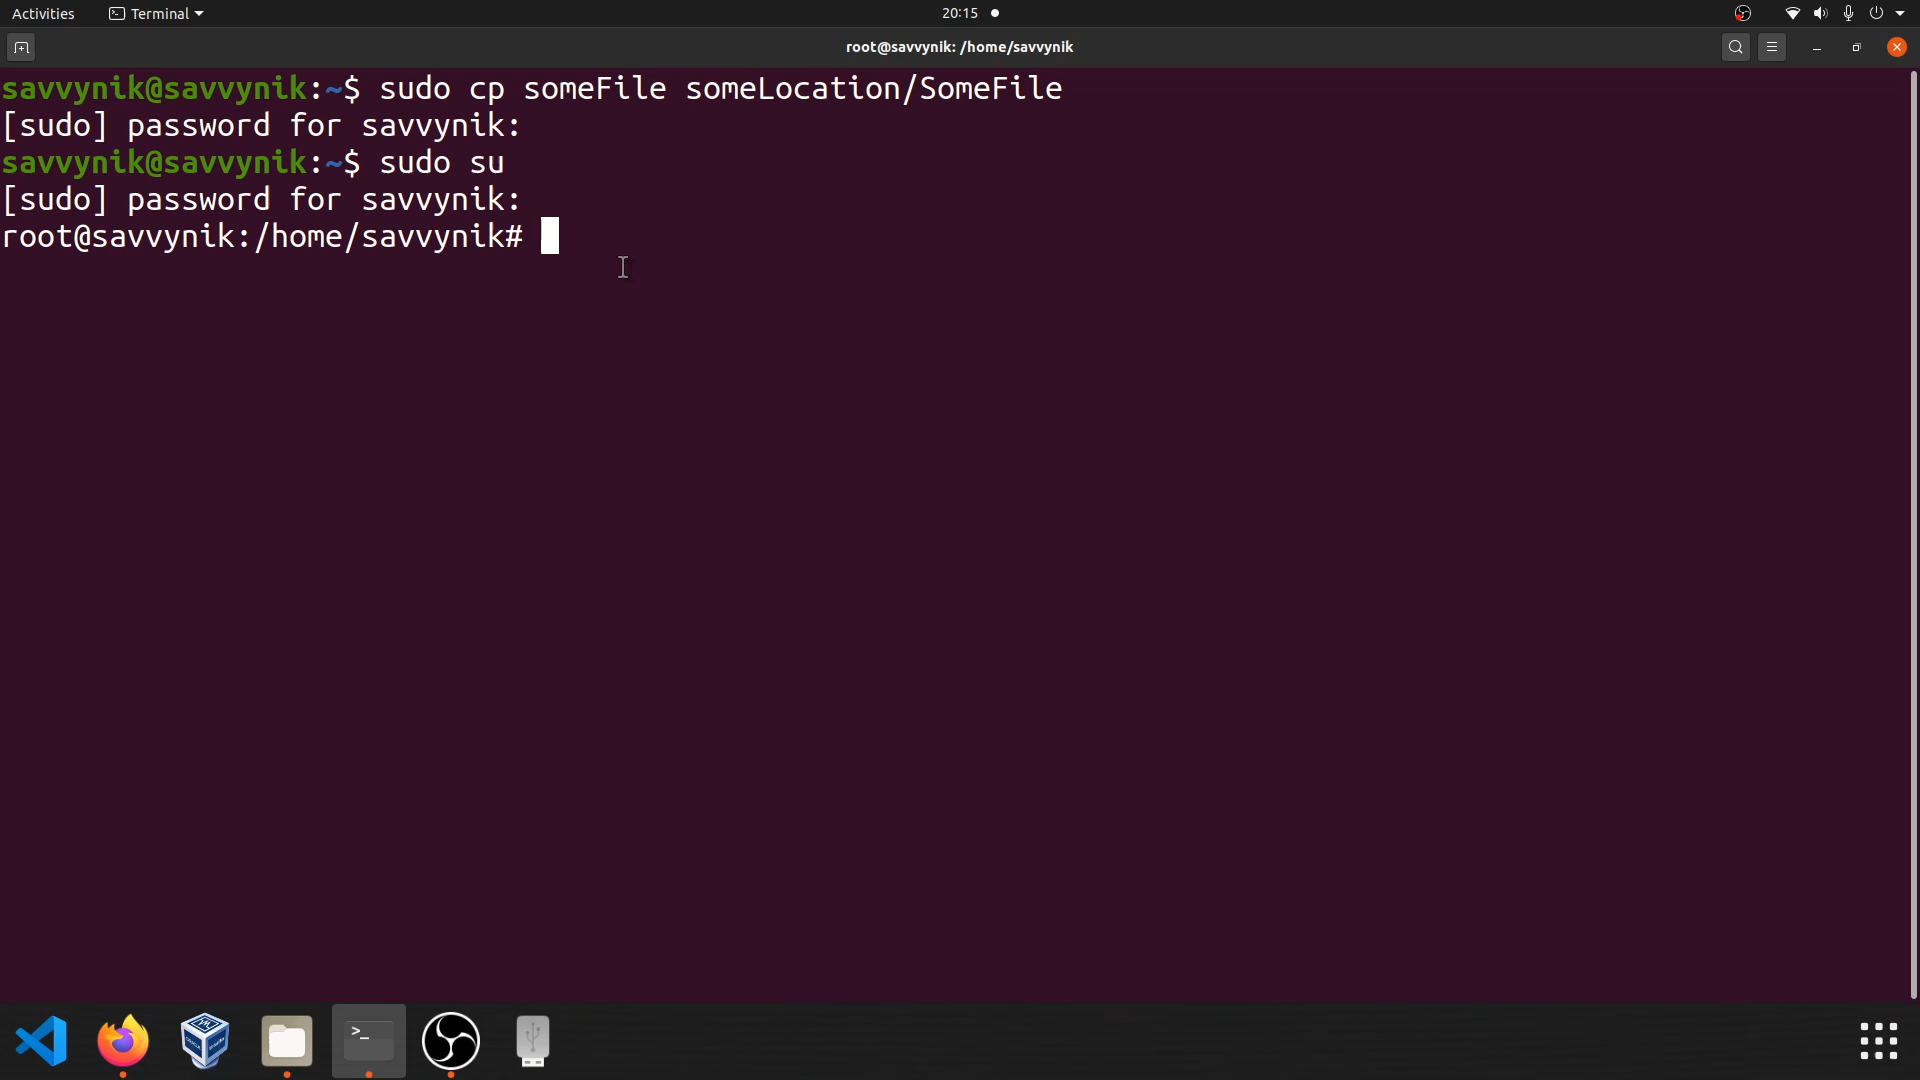 Activities Terminal 20:15
root@savvynik: /home/savvynik
savvynik@savvynik:~$ sudo cp someFile someLocation/SomeFile
[sudo] password for savvynik:
savvynik@savvynik:~$ sudo su
[sudo] password for savvynik:
root@savvynik:/home/savvynik#
>_